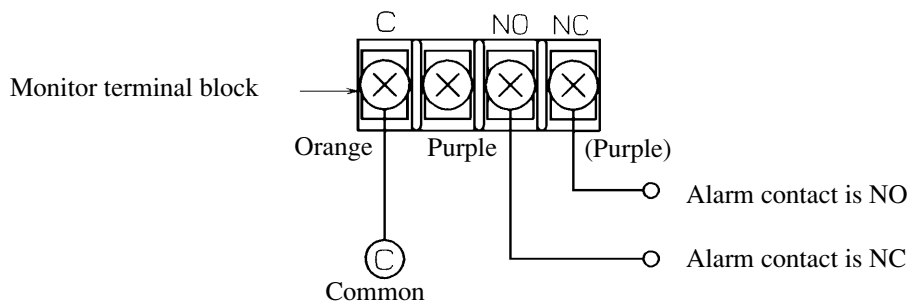 C NO NC
Monitor terminal block
Orange Purple (Purple)
Alarm contact is NO
C Alarm contact is NC
Common